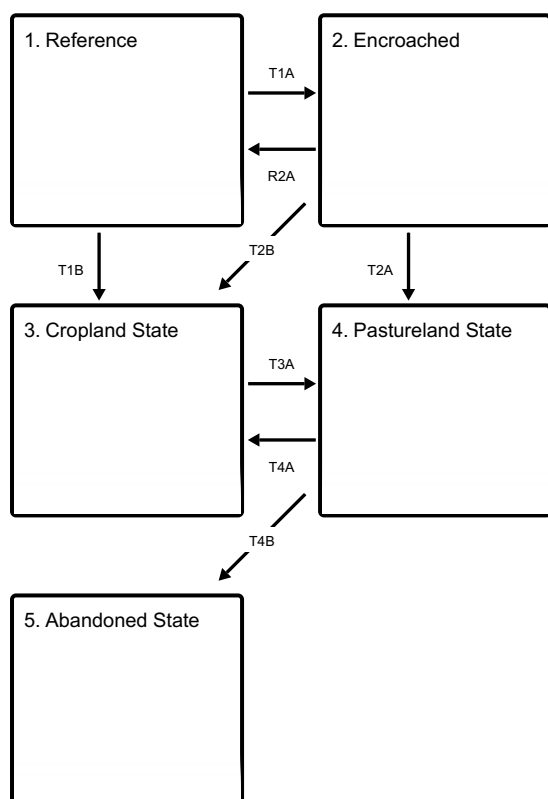 1. Reference
2. Encroached
T1A
R2A
T1B
T2B
T2A
3. Cropland State
4. Pastureland State
T3A
T4A
T4B
5. Abandoned State